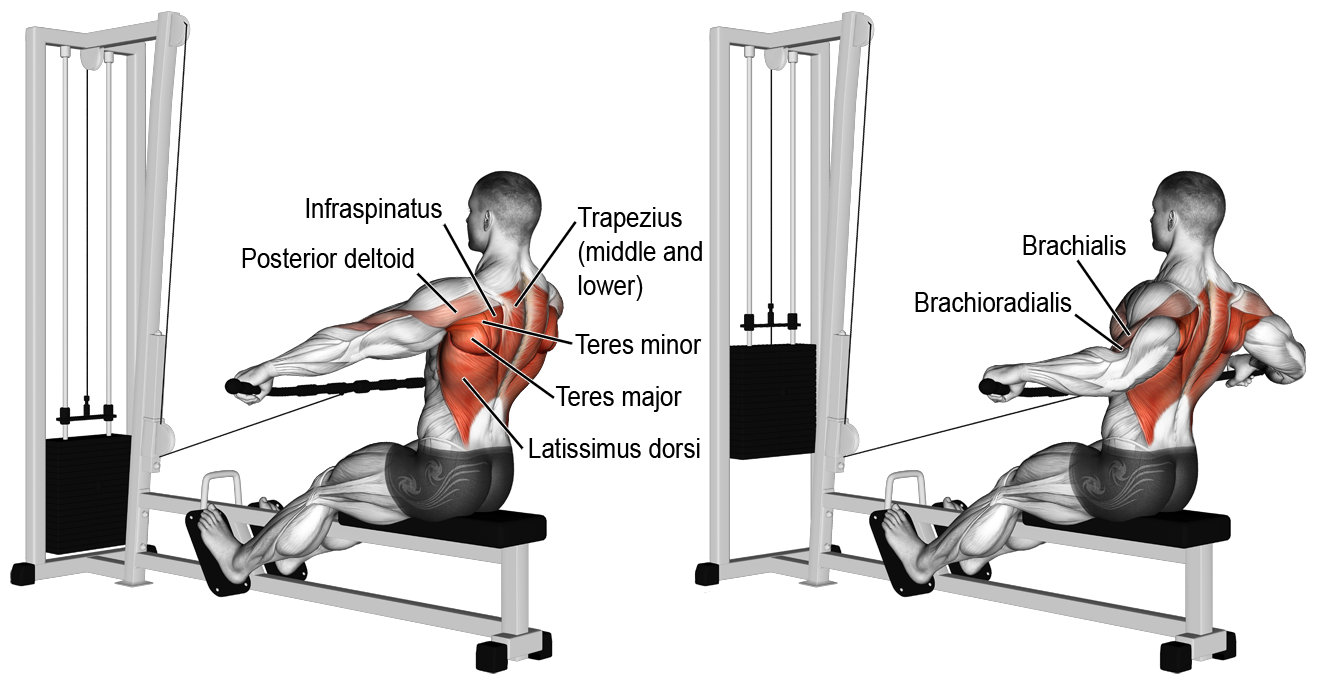 Infraspinatus
Posterior deltoid
Trapezius
(middle and
lower)
Teres minor
Teres major
Latissimus dorsi
Brachialis
Brachioradialis